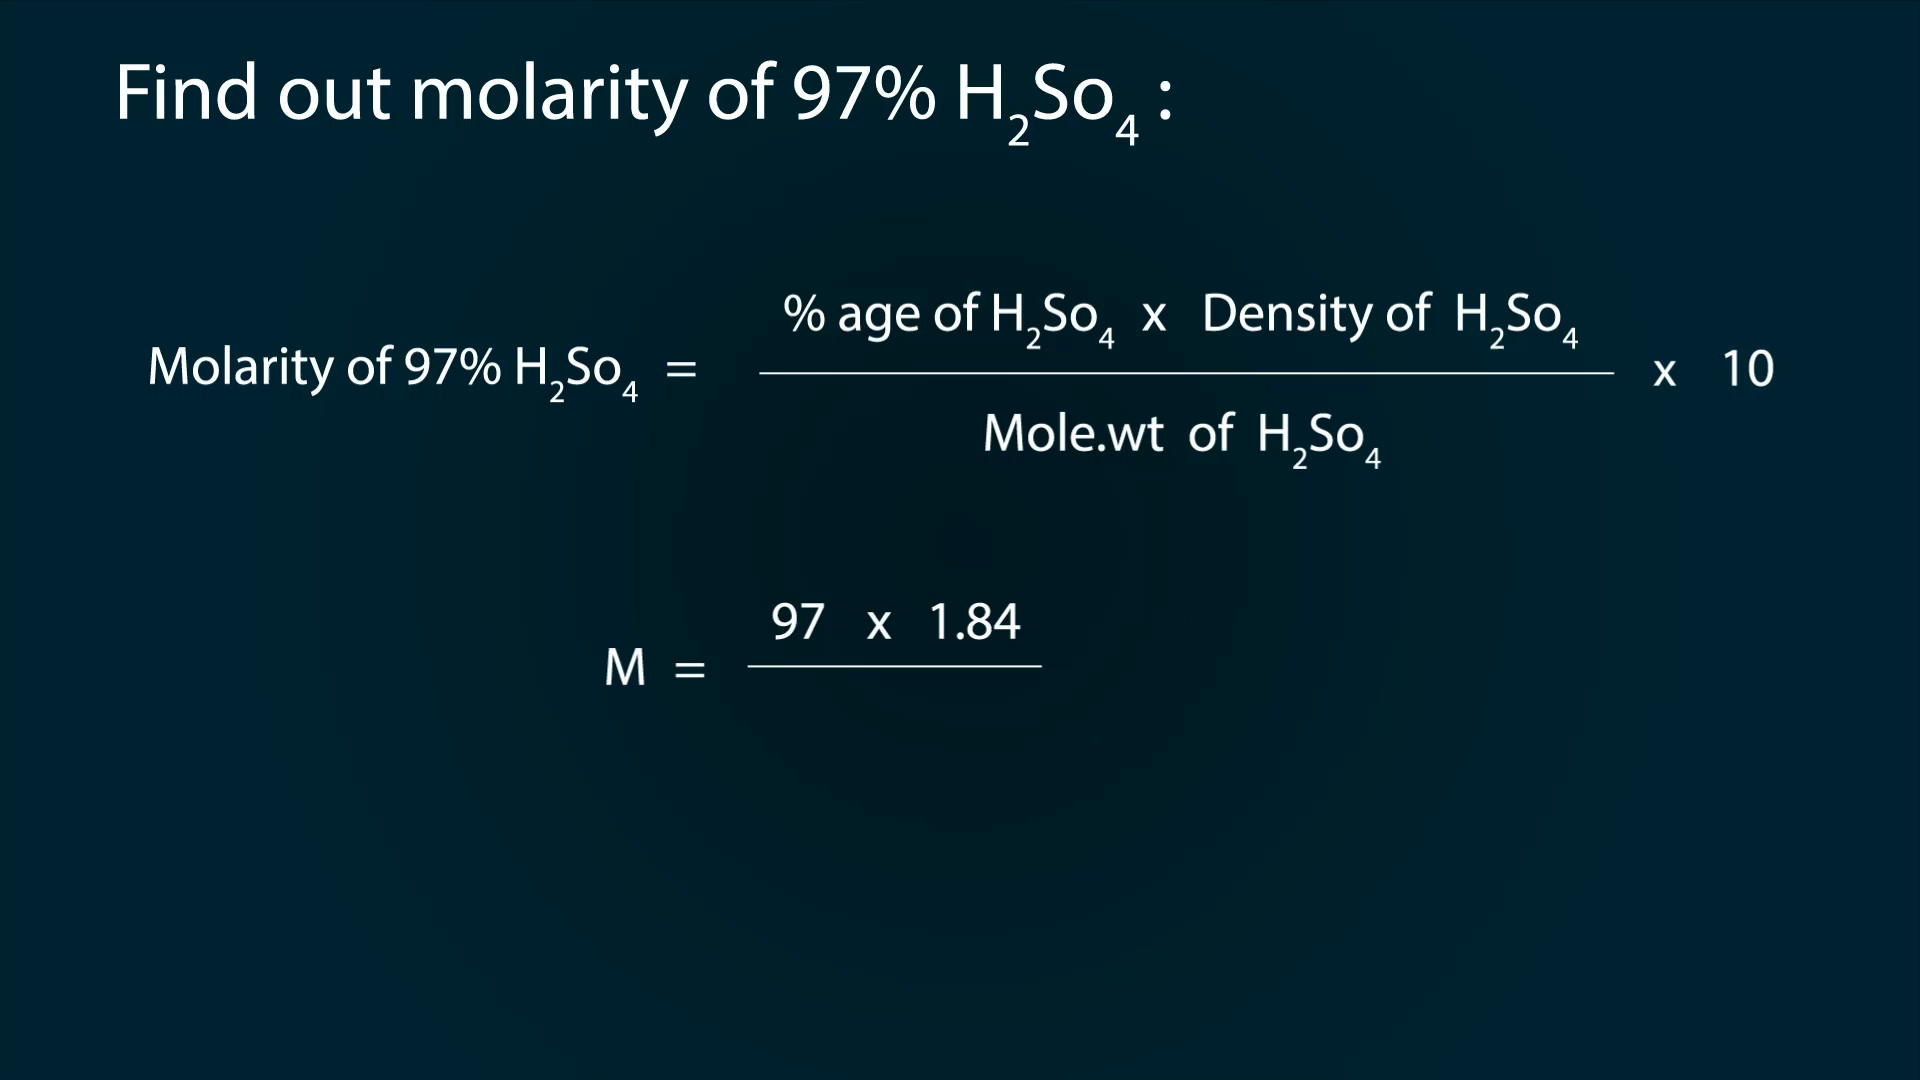 Find out molarity of 97% H₂So₄ :
% age of H₂So₄ x Density of H₂So₄
Molarity of 97% H₂So₄ = x 10
Mole.wt of H₂So₄
97 x 1.84
M =